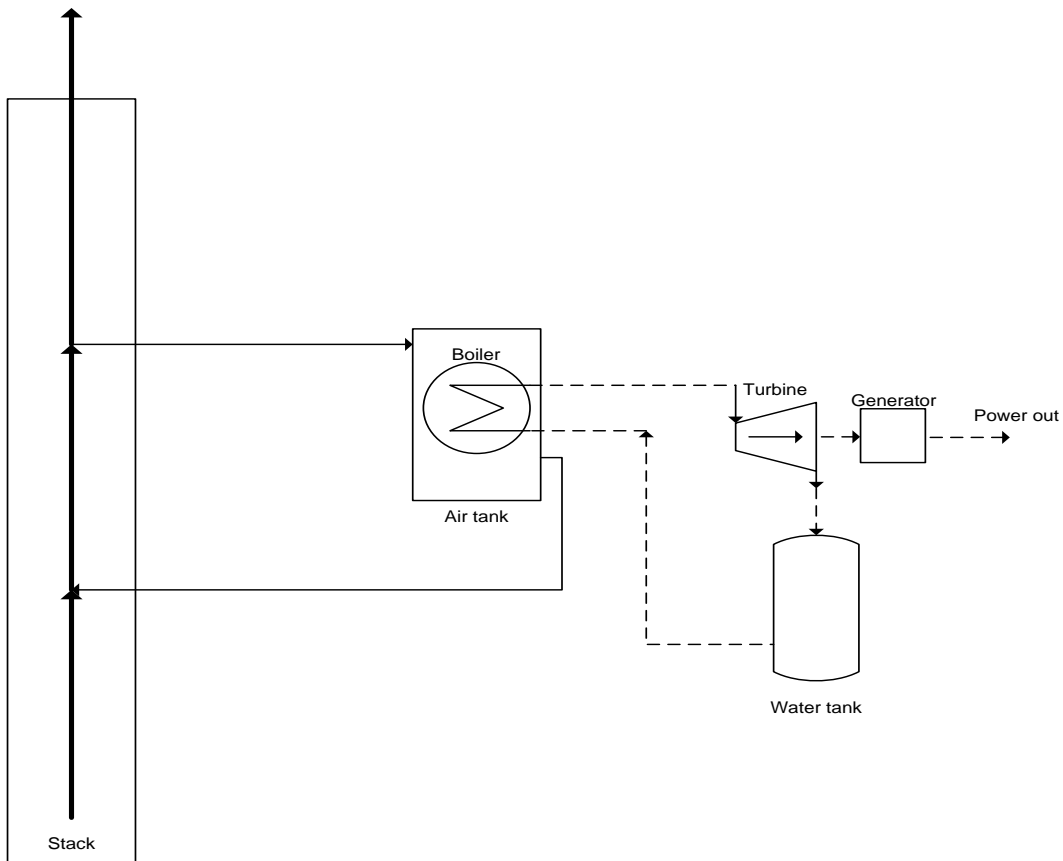 Boiler
Turbine
Generator
Power out
Air tank
Water tank
Stack